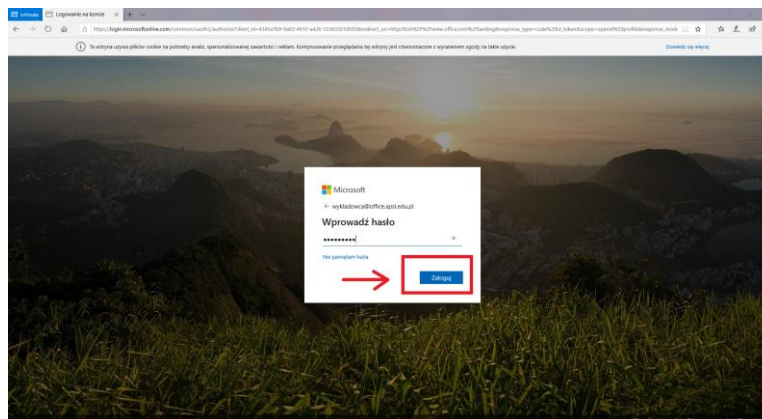 InPrivate
Logowanie na koncie
Ta witryna używa plików cookie na potrzeby analiz, spersonalizowanej zawartości i reklam. Kontynuowanie przeglądania tej witryny jest równoznaczne z wyrażeniem zgody na takie użycie.
Dowiedz się więcej
Microsoft
wykladowca@office.apsl.edu.pl
Wprowadź hasło
Nie pamiętam hasła
Zaloguj